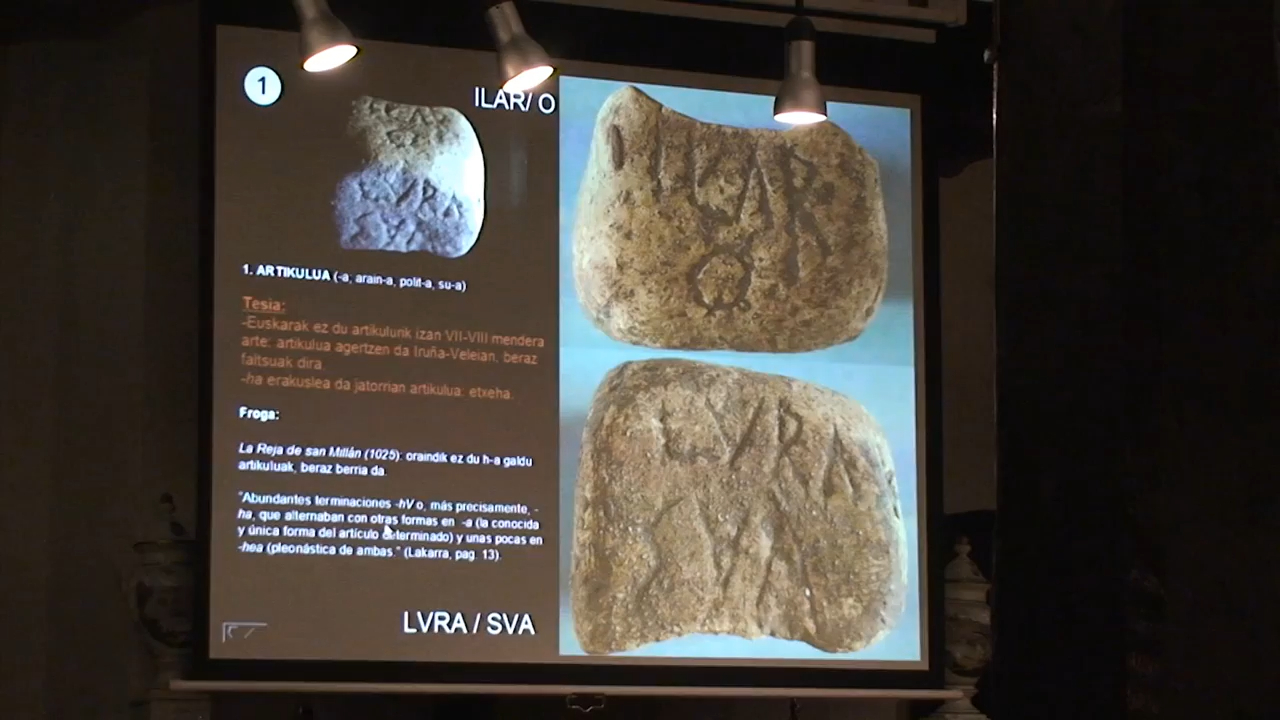 1
ILAR/ O
1. ARTIKULUA (-a; arain-a, polit-a, su-a)
Tesia:
-Euskarak ez du artikulurik izan VII-VIII mendera
arte; artikulua agertzen da Iruña-Veleian, beraz
faltsuak dira.
-ha erakuslea da jatorrian artikulua: etxeha.
Froga:
La Reja de san Millán (1025): oraindik ez du h-a galdu
artikuluak, beraz berria da.
"Abundantes terminaciones -hV o, más precisamente, -
ha, que alternaban con otras formas en -a (la conocida
y única forma del artículo determinado) y unas pocas en
-hea (pleonástica de ambas." (Lakarra, pag. 13).
LVRA / SVA
ILAR
O
LVRA
SVA